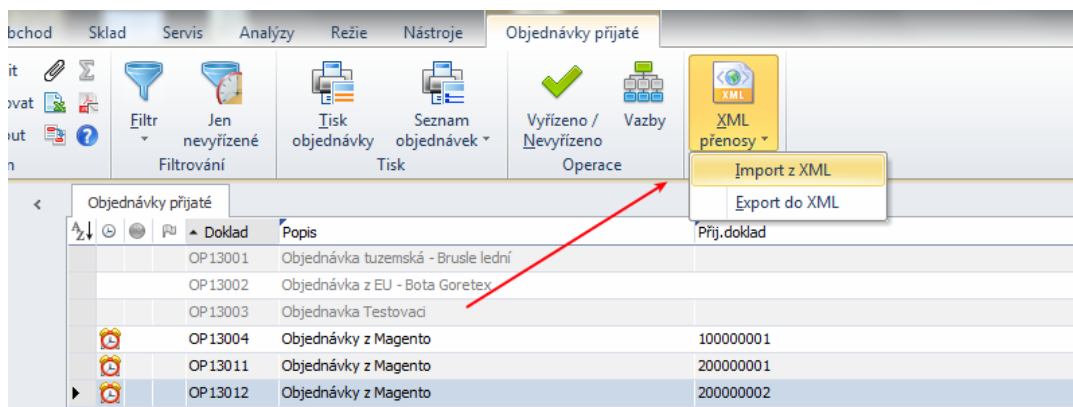 bchod Sklad Servis Analýzy Režie Nástroje Objednávky přijaté
it
ovat
out
Filtr
Jen nevyřízené
Tisk objednávky
Seznam objednávek
Vyřízeno / Nevyřízeno
Vazby
XML
XML přenosy
Filtrování Tisk Operace
Import z XML
Export do XML
Objednávky přijaté
Doklad Popis Přij.doklad
OP13001 Objednávka tuzemská - Brusle lední
OP13002 Objednávka z EU - Bota Goretex
OP13003 Objednavka Testovaci
OP13004 Objednávky z Magento 100000001
OP13011 Objednávky z Magento 200000001
OP13012 Objednávky z Magento 200000002